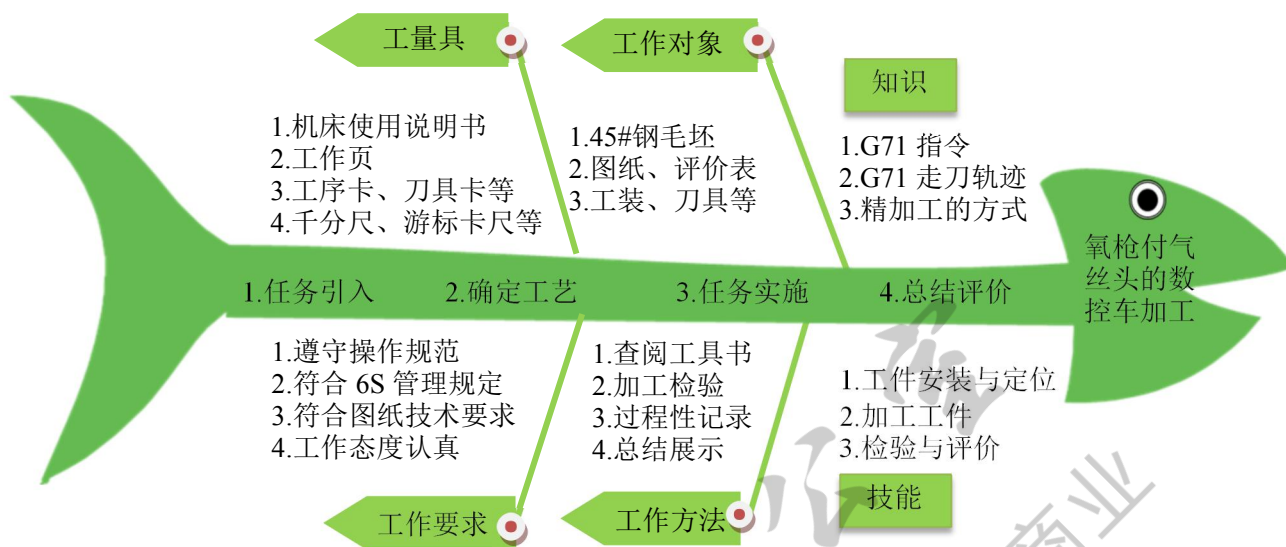 工量具
1.机床使用说明书
2.工作页
3.工序卡、刀具卡等
4.千分尺、游标卡尺等
工作对象
1.45#钢毛坯
2.图纸、评价表
3.工装、刀具等
知识
1.G71 指令
2.G71 走刀轨迹
3.精加工的方式
1.任务引入
2.确定工艺
3.任务实施
4.总结评价
氧枪付气
丝头的数
控车加工
1.遵守操作规范
2.符合 6S 管理规定
3.符合图纸技术要求
4.工作态度认真
工作要求
1.查阅工具书
2.加工检验
3.过程性记录
4.总结展示
工作方法
1.工件安装与定位
2.加工工件
3.检验与评价
技能
商业